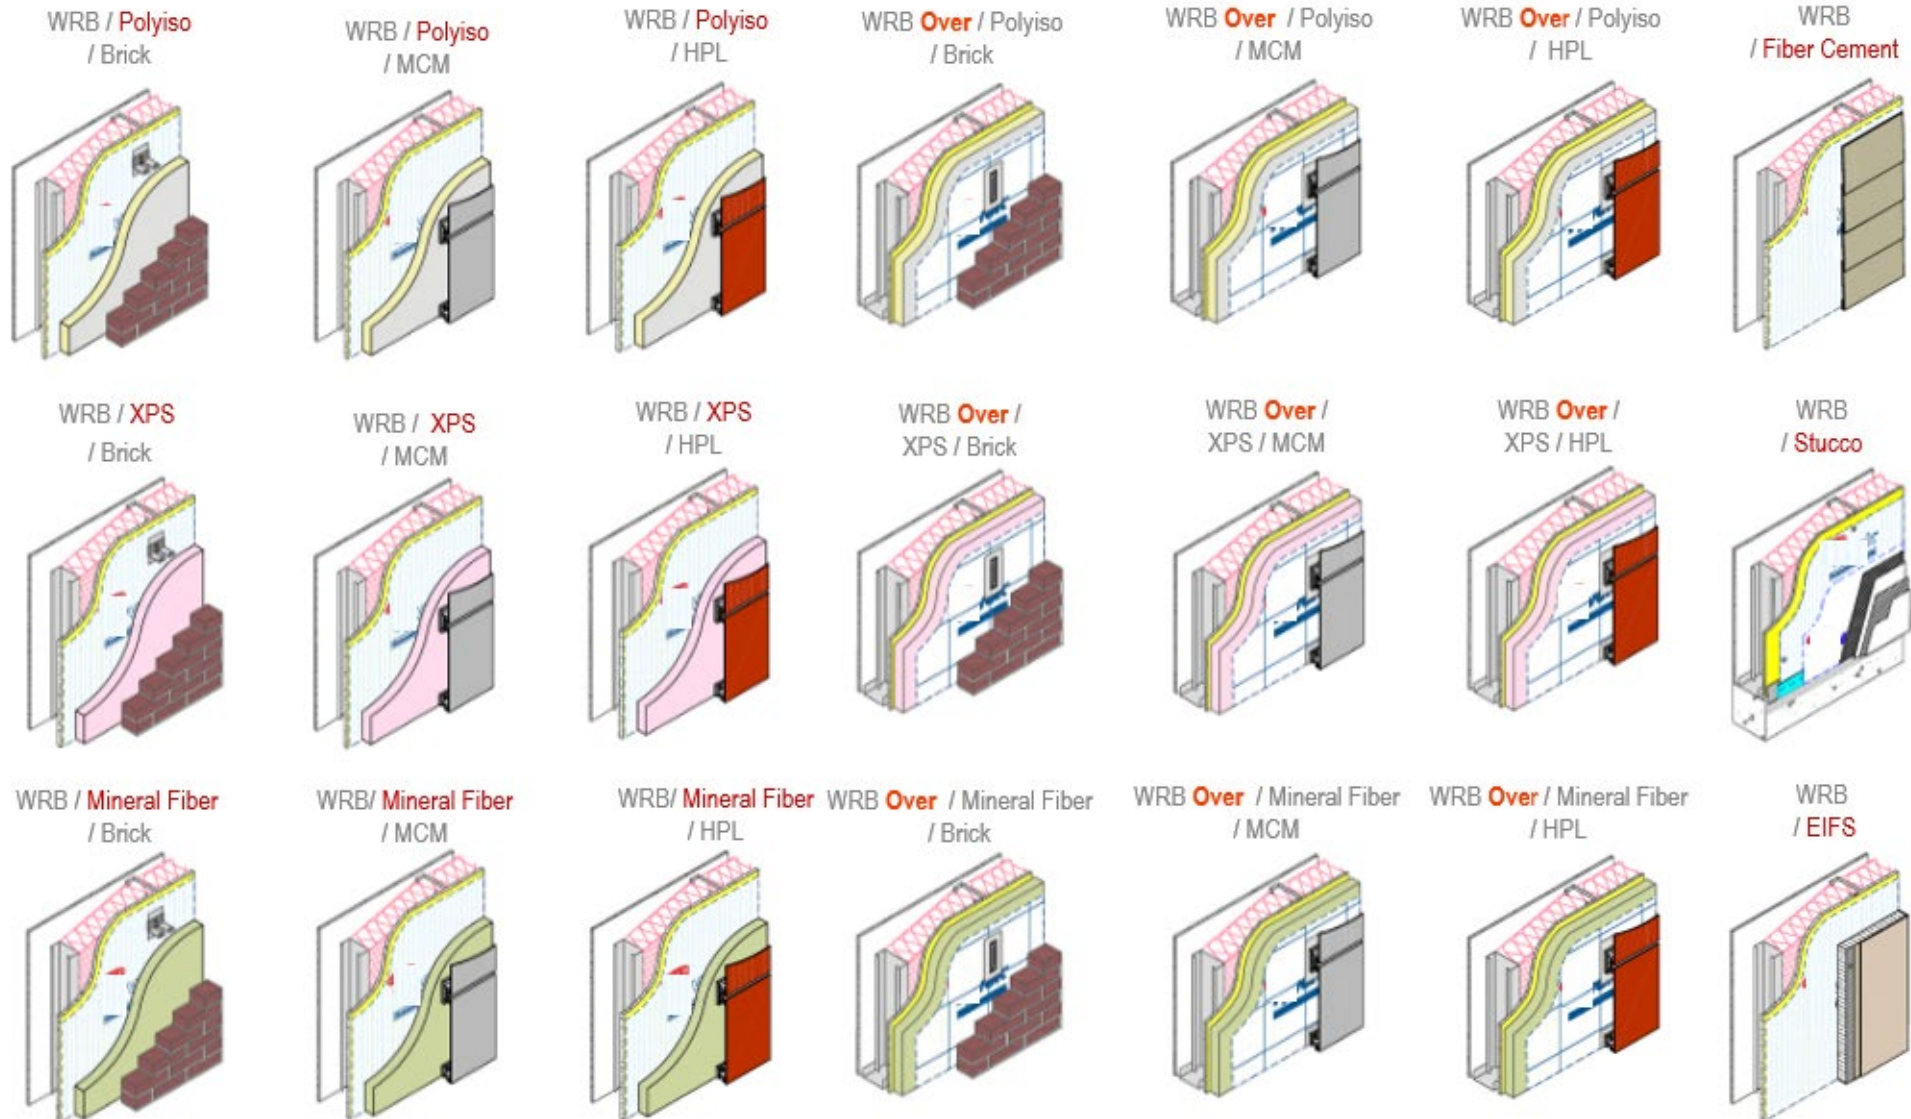 WRB / Polyiso
/ Brick
WRB / Polyiso
/ MCM
WRB / Polyiso
/ HPL
WRB Over / Polyiso
/ Brick
WRB Over / Polyiso
/ MCM
WRB Over / Polyiso
/ HPL
WRB
/ Fiber Cement
WRB / XPS
/ Brick
WRB / XPS
/ MCM
WRB / XPS
/ HPL
WRB Over /
XPS / Brick
WRB Over /
XPS / MCM
WRB Over /
XPS / HPL
WRB
/ Stucco
WRB / Mineral Fiber
/ Brick
WRB/ Mineral Fiber
/ MCM
WRB/ Mineral Fiber
/ HPL
WRB Over / Mineral Fiber
/ Brick
WRB Over / Mineral Fiber
/ MCM
WRB Over / Mineral Fiber
/ HPL
WRB
/ EIFS